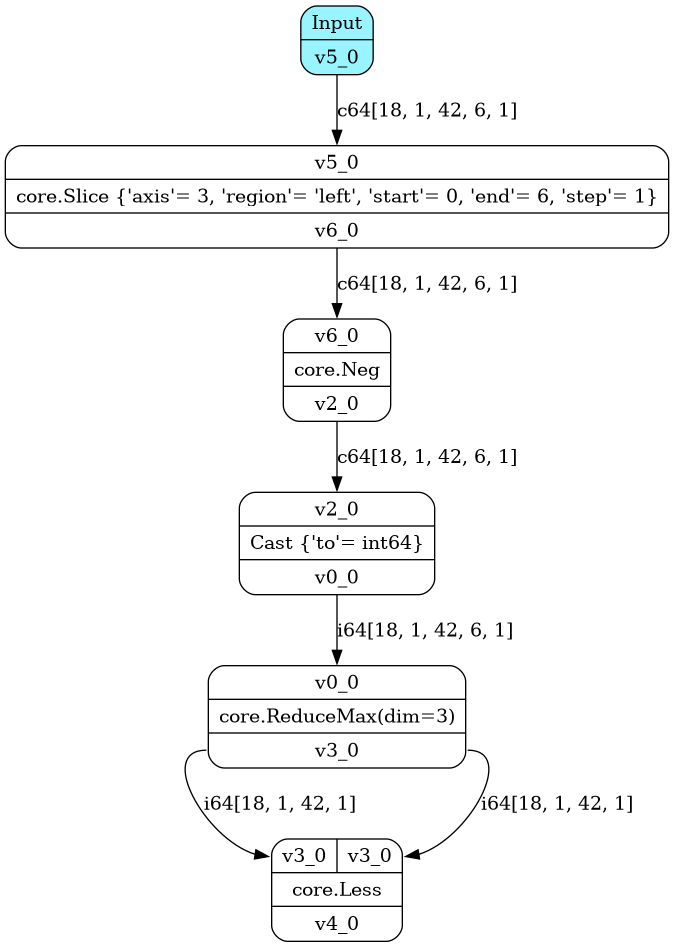 Input
v5_0
c64[18, 1, 42, 6, 1]
v5_0
core.Slice {'axis'= 3, 'region'= 'left', 'start'= 0, 'end'= 6, 'step'= 1}
v6_0
c64[18, 1, 42, 6, 1]
v6_0
core.Neg
v2_0
c64[18, 1, 42, 6, 1]
v2_0
Cast {'to'= int64}
v0_0
i64[18, 1, 42, 6, 1]
v0_0
core.ReduceMax(dim=3)
v3_0
i64[18, 1, 42, 1] i64[18, 1, 42, 1]
v3_0 v3_0
core.Less
v4_0